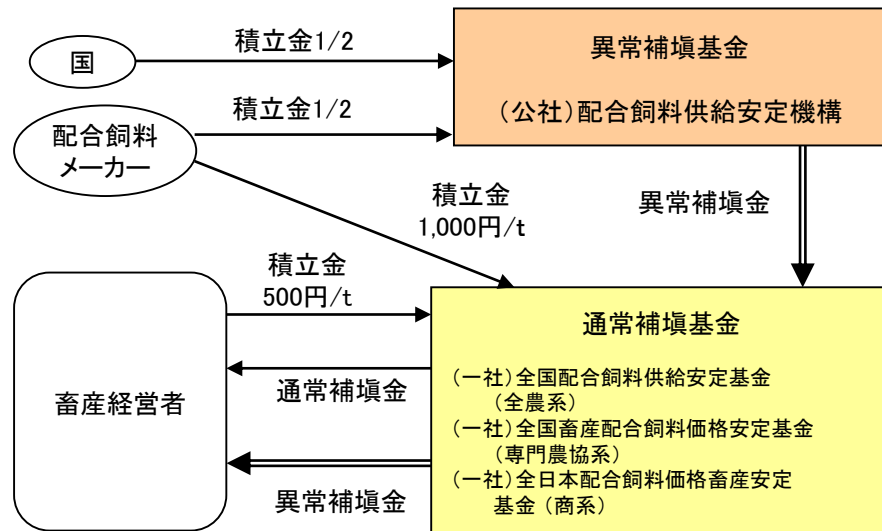 国
積立金1/2
異常補塡基金
(公社)配合飼料供給安定機構
積立金1/2
配合飼料
メーカー
積立金
1,000円/t
異常補塡金
積立金
500円/t
畜産経営者
通常補塡金
異常補塡金
通常補塡基金
(一社)全国配合飼料供給安定基金
(全農系)
(一社)全国畜産配合飼料価格安定基金
(専門農協系)
(一社)全日本配合飼料価格畜産安定
基金(商系)